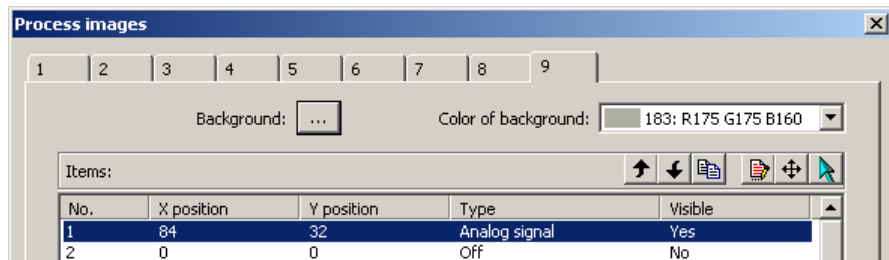 Process images
1 2 3 4 5 6 7 8 9
Background: ... Color of background: 183: R175 G175 B160
Items:
No. X position Y position Type Visible
1 84 32 Analog signal Yes
2 0 0 Off No